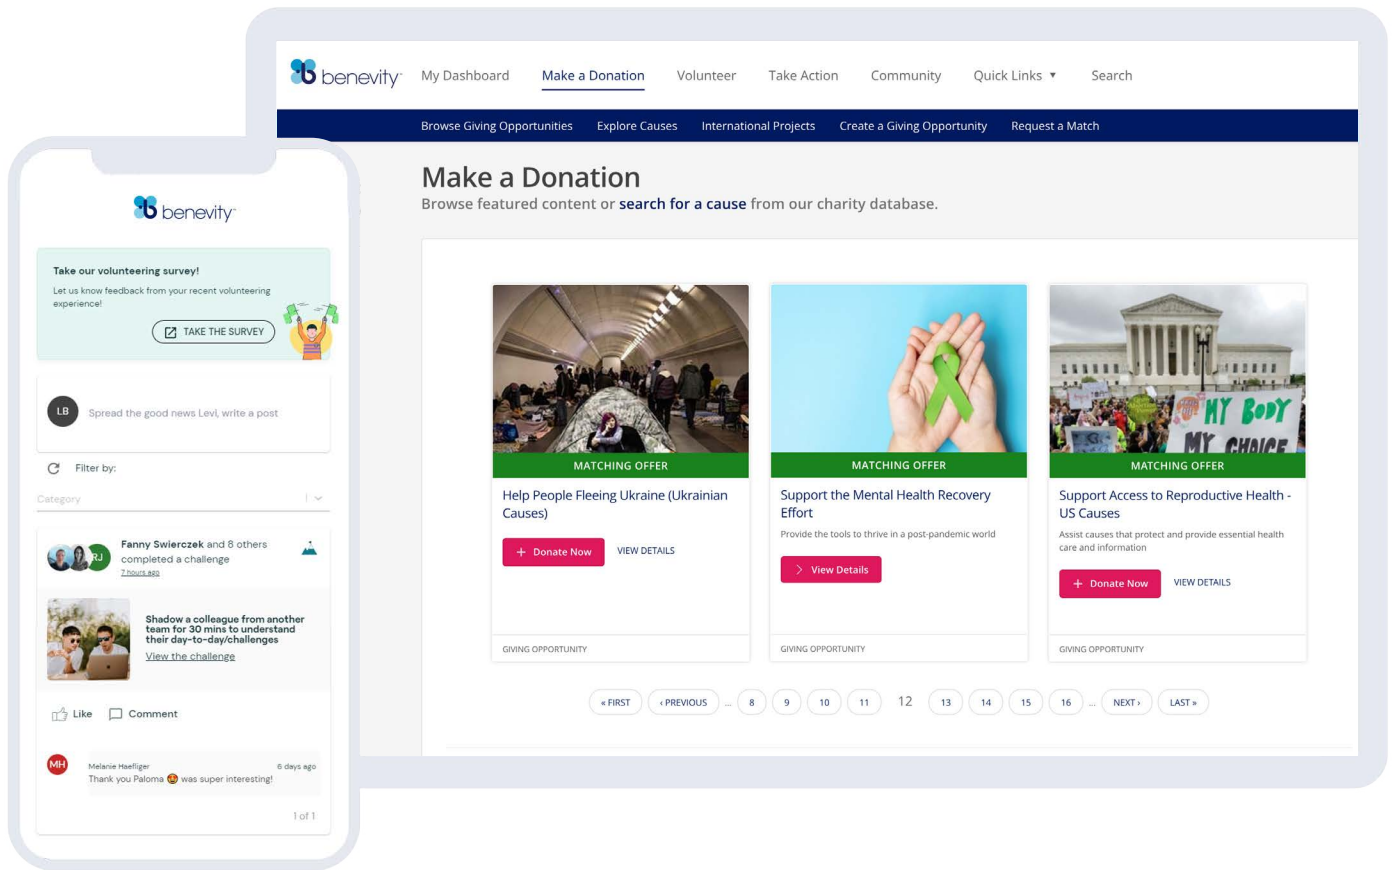 benevity
My Dashboard
Make a Donation
Volunteer
Take Action
Community
Quick Links ▼
Search
Browse Giving Opportunities
Explore Causes
International Projects
Create a Giving Opportunity
Request a Match
Make a Donation
Browse featured content or search for a cause from our charity database.
MATCHING OFFER
Help People Fleeing Ukraine (Ukrainian
Causes)
+ Donate Now
VIEW DETAILS
GIVING OPPORTUNITY
MATCHING OFFER
Support the Mental Health Recovery
Effort
Provide the tools to thrive in a post-pandemic world
> View Details
GIVING OPPORTUNITY
MY BODY
MY CHOICE
MATCHING OFFER
Support Access to Reproductive Health -
US Causes
Assist causes that protect and provide essential health
care and information
+ Donate Now
VIEW DETAILS
GIVING OPPORTUNITY
« FIRST ‹ PREVIOUS ... 8 9 10 11 12 13 14 15 16 ... NEXT › LAST »
benevity
Take our volunteering survey!
Let us know feedback from your recent volunteering
experience!
TAKE THE SURVEY
LB
Spread the good news Levi, write a post
Filter by:
Category
RJ
Fanny Swierczek and 8 others
completed a challenge
7 hours ago
Shadow a colleague from another
team for 30 mins to understand
their day-to-day/challenges
View the challenge
Like
Comment
MH
Melanie Haefliger
6 days ago
Thank you Paloma 🤩 was super interesting!
1 of 1